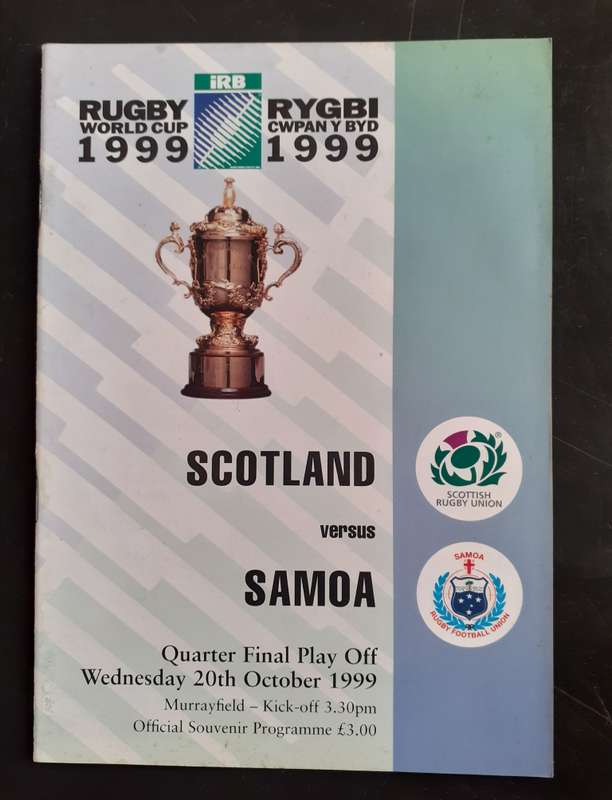 iRB
RUGBY
WORLD CUP
1999
RYGBI
CWPAN Y BYD
1999
SCOTLAND
versus
SAMOA
®
SCOTTISH
RUGBY UNION
SAMOA
RUGBY FOOTBALL UNION
Quarter Final Play Off
Wednesday 20th October 1999
Murrayfield – Kick-off 3.30pm
Official Souvenir Programme £3.00